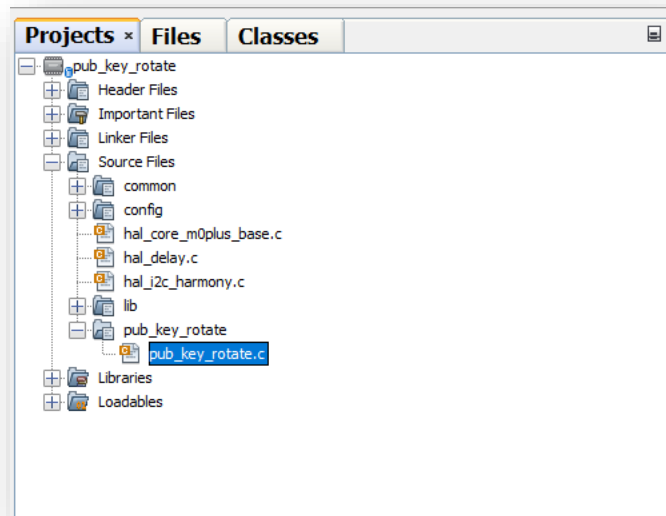 Projects × Files Classes
pub_key_rotate
Header Files
Important Files
Linker Files
Source Files
common
config
hal_core_m0plus_base.c
hal_delay.c
hal_i2c_harmony.c
lib
pub_key_rotate
pub_key_rotate.c
Libraries
Loadables